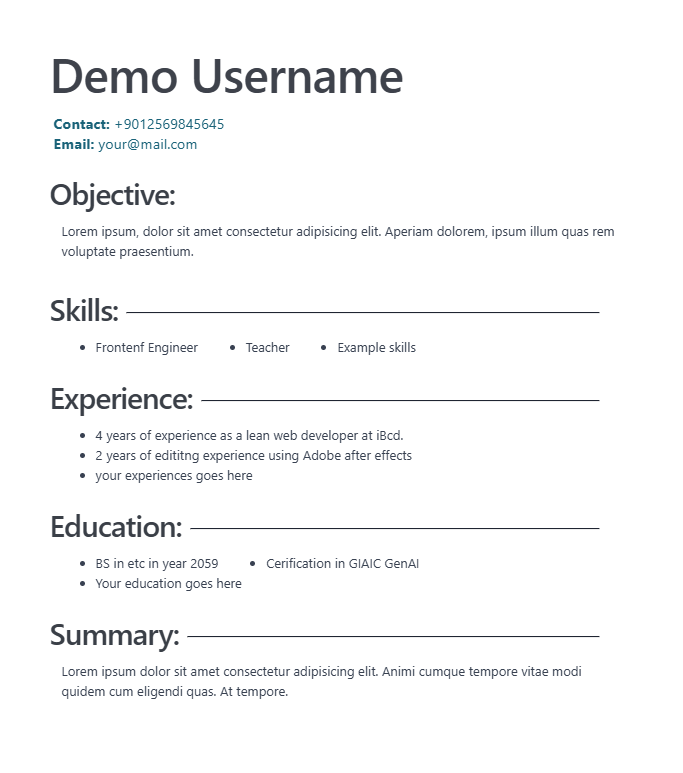 Demo Username
Contact: +9012569845645
Email: your@mail.com
Objective:
Lorem ipsum, dolor sit amet consectetur adipisicing elit. Aperiam dolorem, ipsum illum quas rem
voluptate praesentium.
Skills:
• Frontenf Engineer • Teacher • Example skills
Experience:
• 4 years of experience as a lean web developer at iBcd.
• 2 years of edititng experience using Adobe after effects
• your experiences goes here
Education:
• BS in etc in year 2059 • Cerification in GIAIC GenAI
• Your education goes here
Summary:
Lorem ipsum dolor sit amet consectetur adipisicing elit. Animi cumque tempore vitae modi
quidem cum eligendi quas. At tempore.